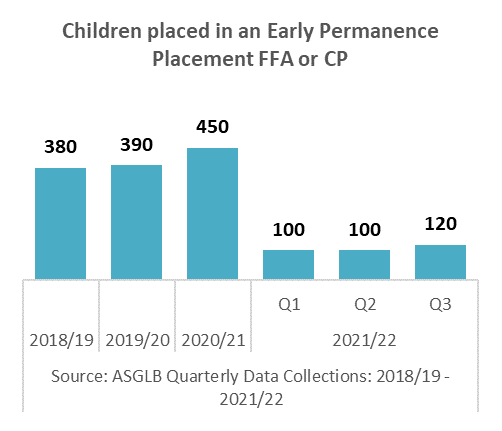 Children placed in an Early Permanence
Placement FFA or CP
380
390
450
100
100
120
Q1
Q2
Q3
2018/19
2019/20
2020/21
2021/22
Source: ASGLB Quarterly Data Collections: 2018/19 -
2021/22